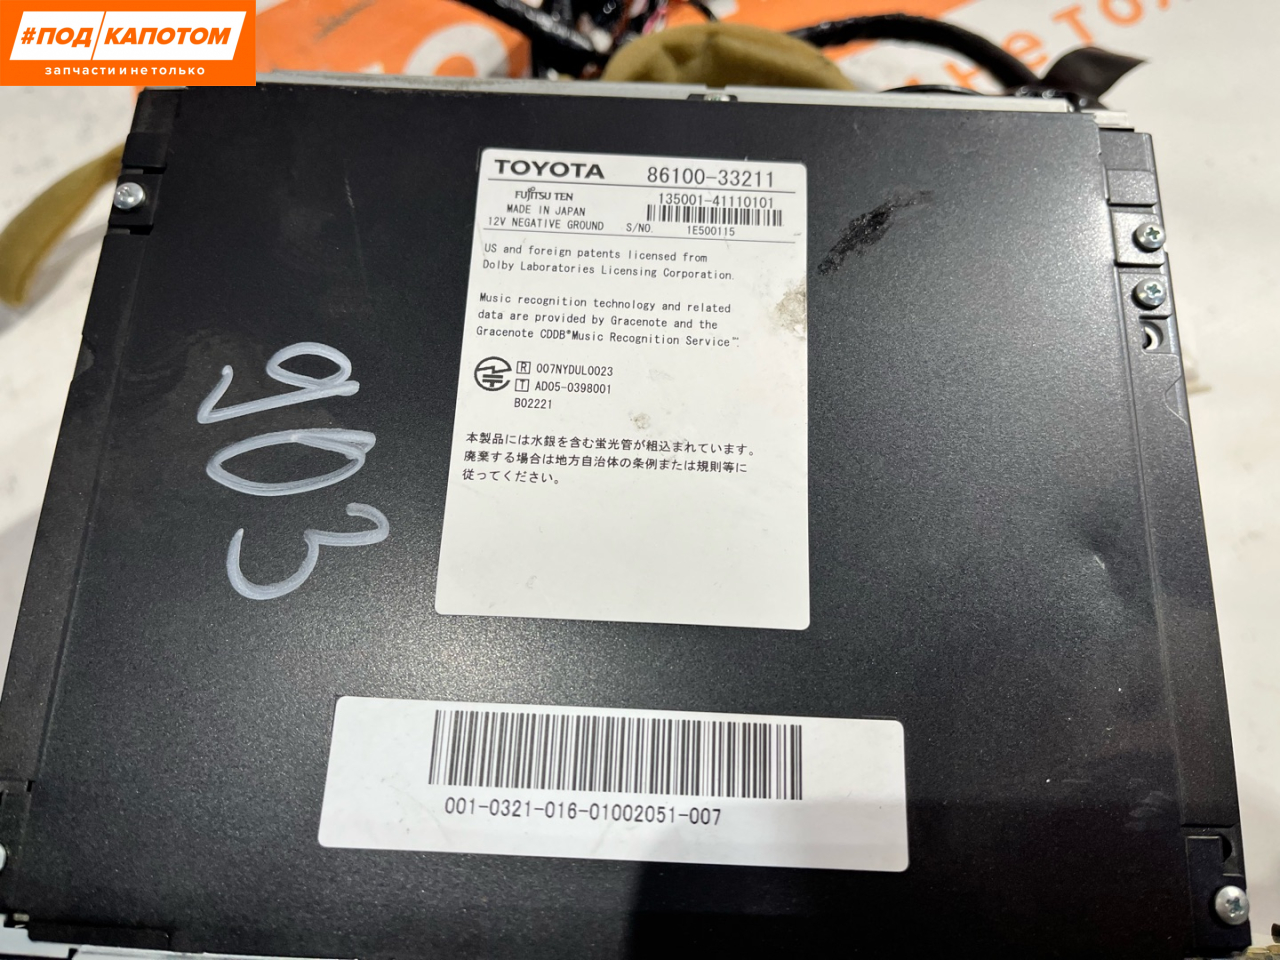 #ПОД КАПОТОМ
запчасти и не только
не то
TOYOTA 86100-33211
FUJITSU TEN 135001-41110101
MADE IN JAPAN
12V NEGATIVE GROUND S/NO. 1E500115
US and foreign patents licensed from
Dolby Laboratories Licensing Corporation.
Music recognition technology and related
data are provided by Gracenote and the
Gracenote CDDB®Music Recognition Service℠.
R 007NYDUL0023
T AD05-0398001
B02221
本製品には水銀を含む蛍光管が組込まれています。
廃棄する場合は地方自治体の条例または規則等に
従ってください。
903
001-0321-016-01002051-007